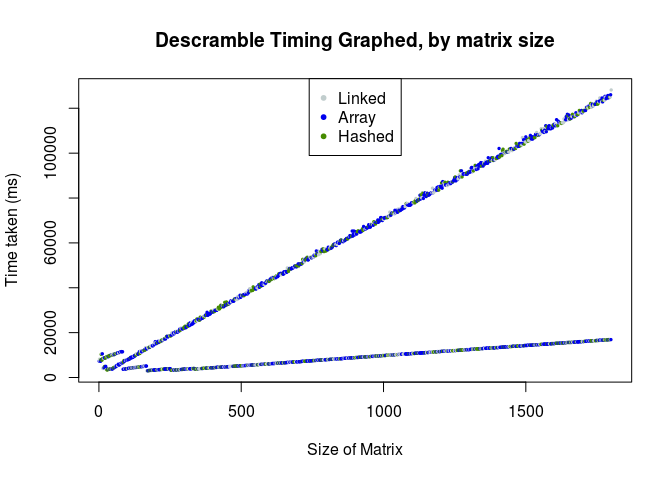 Descramble Timing Graphed, by matrix size
Linked
Array
Hashed
Time taken (ms)
100000
60000
20000
0
0
500
1000
1500
Size of Matrix